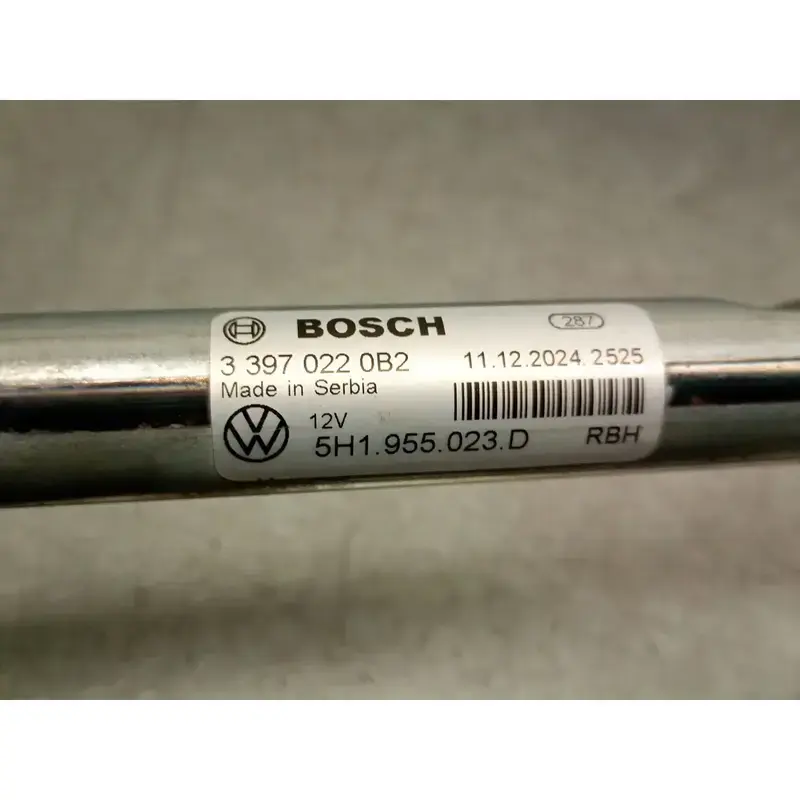 BOSCH 287
3 397 022 0B2 11.12.2024 2525
Made in Serbia
12V
5H1.955.023.D RBH